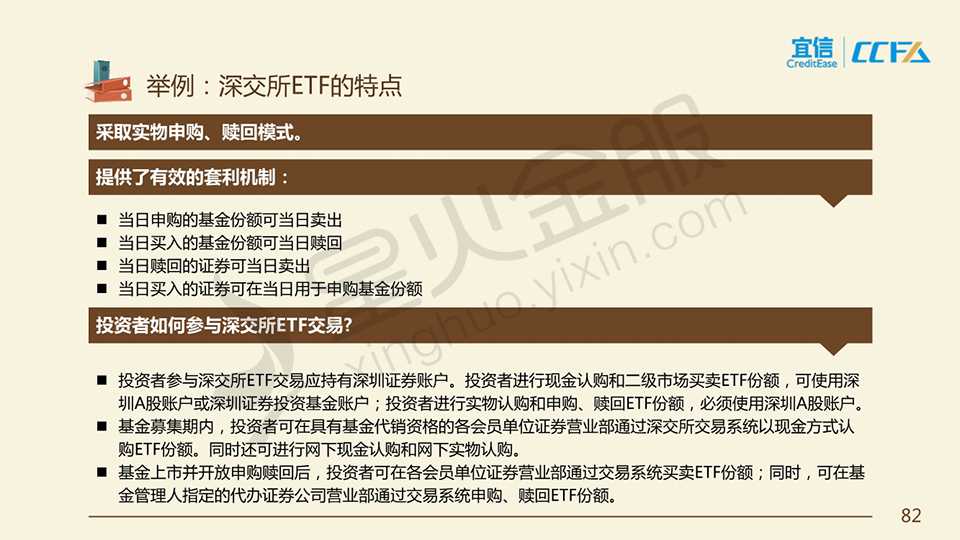 宜信
CreditEase
CCFA
举例：深交所ETF的特点
采取实物申购、赎回模式。
提供了有效的套利机制：
■ 当日申购的基金份额可当日卖出
■ 当日买入的基金份额可当日赎回
■ 当日赎回的证券可当日卖出
■ 当日买入的证券可在当日用于申购基金份额
投资者如何参与深交所ETF交易?
■ 投资者参与深交所ETF交易应持有深圳证券账户。投资者进行现金认购和二级市场买卖ETF份额，可使用深
圳A股账户或深圳证券投资基金账户；投资者进行实物认购和申购、赎回ETF份额，必须使用深圳A股账户。
■ 基金募集期内，投资者可在具有基金代销资格的各会员单位证券营业部通过深交所交易系统以现金方式认
购ETF份额。同时还可进行网下现金认购和网下实物认购。
■ 基金上市并开放申购赎回后，投资者可在各会员单位证券营业部通过交易系统买卖ETF份额；同时，可在基
金管理人指定的代办证券公司营业部通过交易系统申购、赎回ETF份额。
星火金服
xinghuo.yixin.com
82